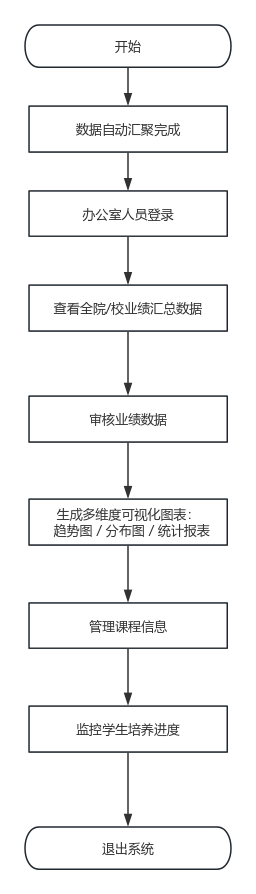 开始
数据自动汇聚完成
办公室人员登录
查看全院/校业绩汇总数据
审核业绩数据
生成多维度可视化图表：
趋势图 / 分布图 / 统计报表
管理课程信息
监控学生培养进度
退出系统